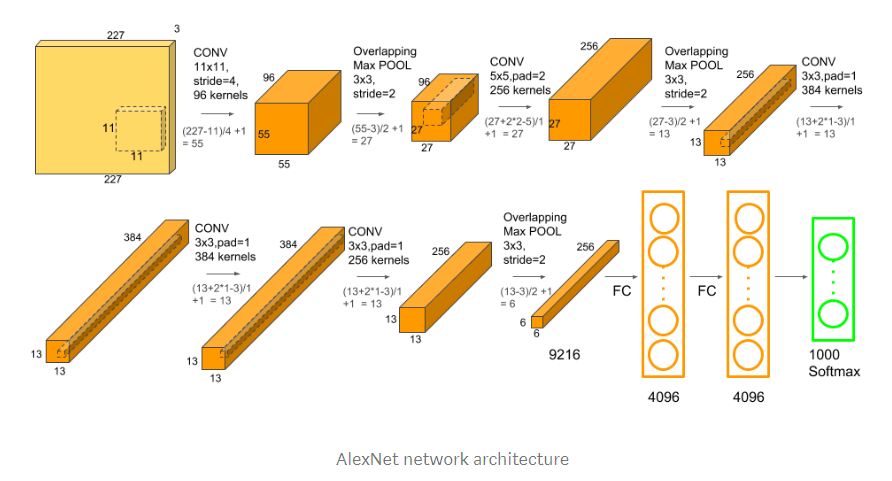 227
3
11
11
227
CONV
11x11,
stride=4,
96 kernels
(227-11)/4 +1
= 55
96
55
55
Overlapping
Max POOL
3x3,
stride=2
(55-3)/2 +1
= 27
96
27
27
CONV
5x5,pad=2
256 kernels
(27+2*2-5)/1
+1 = 27
256
27
27
Overlapping
Max POOL
3x3,
stride=2
(27-3)/2 +1
= 13
256
13
13
CONV
3x3,pad=1
384 kernels
(13+2*1-3)/1
+1 = 13
384
13
13
CONV
3x3,pad=1
384 kernels
(13+2*1-3)/1
+1 = 13
384
13
13
CONV
3x3,pad=1
256 kernels
(13+2*1-3)/1
+1 = 13
256
13
13
Overlapping
Max POOL
3x3,
stride=2
(13-3)/2 +1
= 6
256
6
6
9216
FC
4096
FC
4096
1000
Softmax
AlexNet network architecture